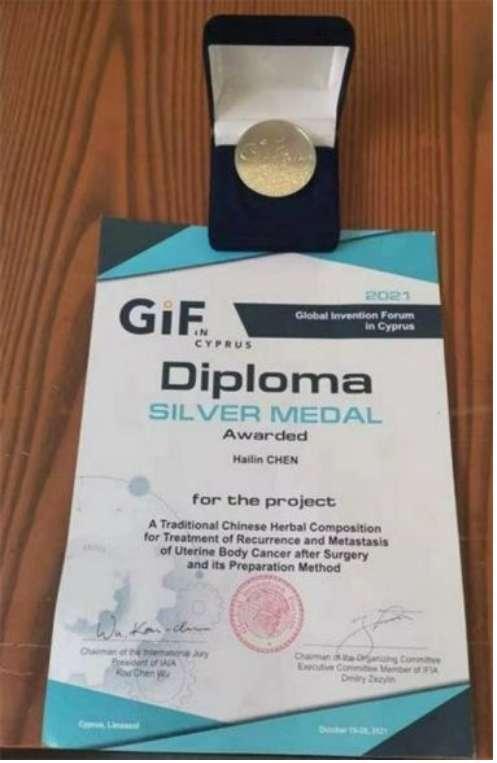 GiF
IN
CYPRUS
2021
Global Invention Forum
in Cyprus
Diploma
SILVER MEDAL
Awarded
Hailin CHEN
for the project
A Traditional Chinese Herbal Composition
for Treatment of Recurrence and Metastasis
of Uterine Body Cancer after Surgery
and its Preparation Method
Chairman of the International Jury
President of IAIA
Kou Chen Wu
Chairman of the Organizing Committee
Executive Committee Member of IFIA
Dmitry Zezylin
Cyprus, Limassol
October 2021